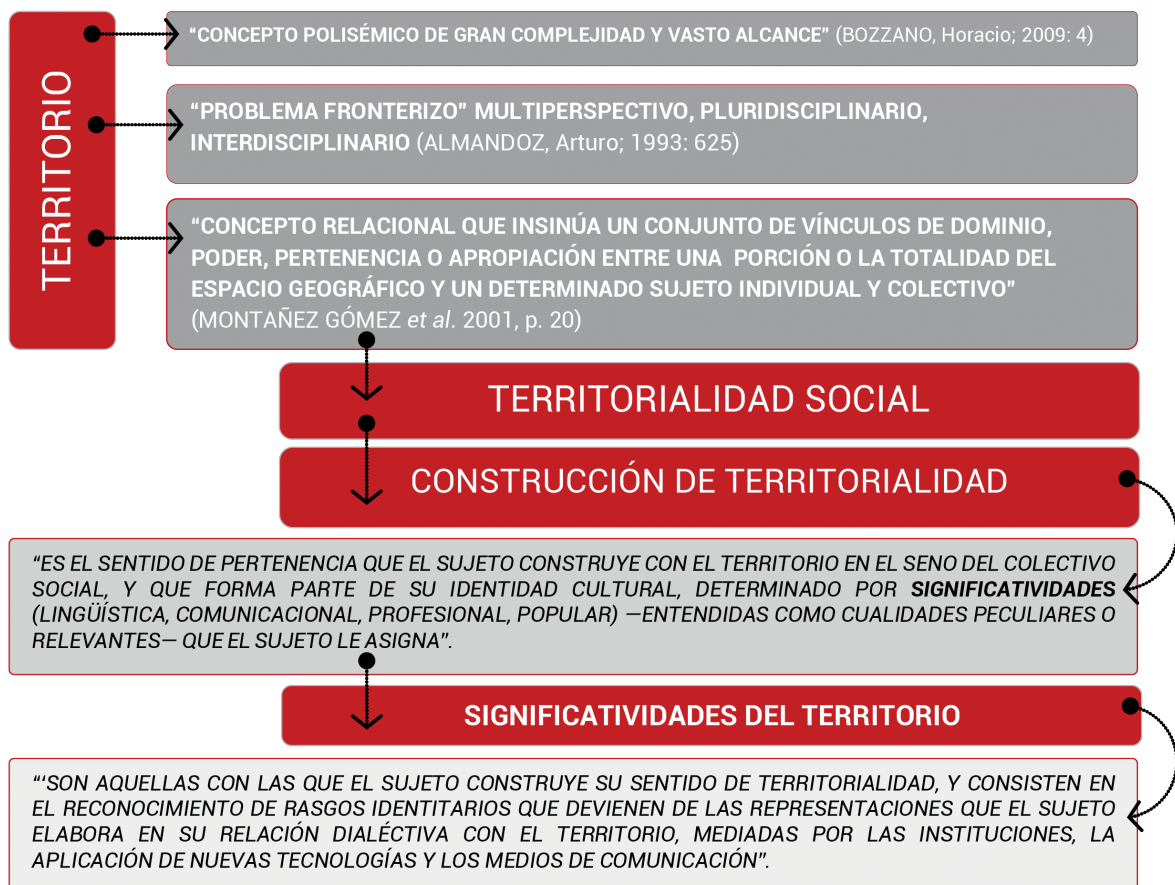 TERRITORIO
“CONCEPTO POLISÉMICO DE GRAN COMPLEJIDAD Y VASTO ALCANCE” (BOZZANO, Horacio; 2009: 4)
“PROBLEMA FRONTERIZO” MULTIPERSPECTIVO, PLURIDISCIPLINARIO,
INTERDISCIPLINARIO (ALMANDOZ, Arturo; 1993: 625)
“CONCEPTO RELACIONAL QUE INSINÚA UN CONJUNTO DE VÍNCULOS DE DOMINIO,
PODER, PERTENENCIA O APROPIACIÓN ENTRE UNA PORCIÓN O LA TOTALIDAD DEL
ESPACIO GEOGRÁFICO Y UN DETERMINADO SUJETO INDIVIDUAL Y COLECTIVO”
(MONTAÑEZ GÓMEZ et al. 2001, p. 20)
TERRITORIALIDAD SOCIAL
CONSTRUCCIÓN DE TERRITORIALIDAD
“ES EL SENTIDO DE PERTENENCIA QUE EL SUJETO CONSTRUYE CON EL TERRITORIO EN EL SENO DEL COLECTIVO
SOCIAL, Y QUE FORMA PARTE DE SU IDENTIDAD CULTURAL, DETERMINADO POR SIGNIFICATIVIDADES
(LINGÜÍSTICA, COMUNICACIONAL, PROFESIONAL, POPULAR) —ENTENDIDAS COMO CUALIDADES PECULIARES O
RELEVANTES— QUE EL SUJETO LE ASIGNA”.
SIGNIFICATIVIDADES DEL TERRITORIO
“‘SON AQUELLAS CON LAS QUE EL SUJETO CONSTRUYE SU SENTIDO DE TERRITORIALIDAD, Y CONSISTEN EN
EL RECONOCIMIENTO DE RASGOS IDENTITARIOS QUE DEVIENEN DE LAS REPRESENTACIONES QUE EL SUJETO
ELABORA EN SU RELACIÓN DIALÉCTIVA CON EL TERRITORIO, MEDIADAS POR LAS INSTITUCIONES, LA
APLICACIÓN DE NUEVAS TECNOLOGÍAS Y LOS MEDIOS DE COMUNICACIÓN”.